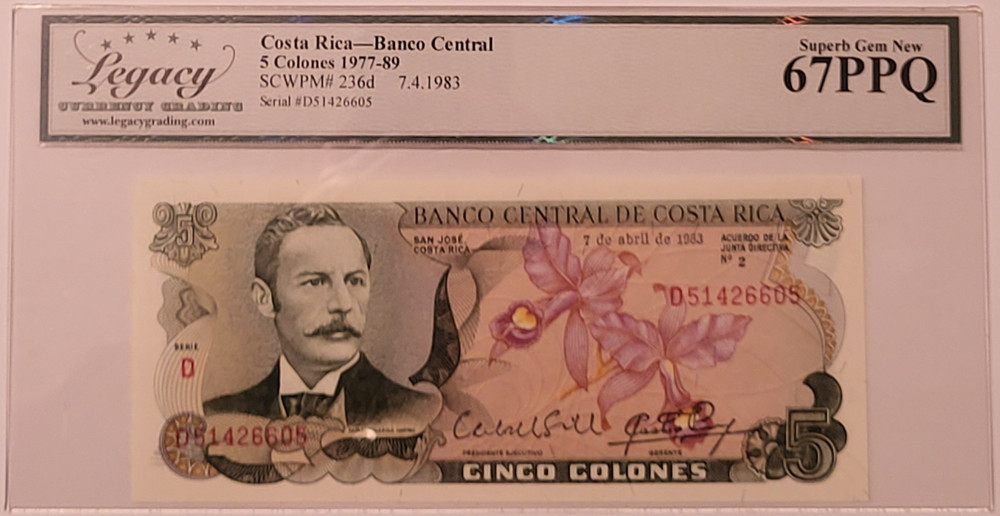 Legacy
CURRENCY GRADING
www.legacygrading.com
Costa Rica—Banco Central
5 Colones 1977-89
SCWPM# 236d 7.4.1983
Serial #D51426605
Superb Gem New
67PPQ
5
BANCO CENTRAL DE COSTA RICA
SAN JOSÉ
COSTA RICA
7 de abril de 1983
ACUERDO DE LA
JUNTA DIRECTIVA
Nº 2
D51426605
SERIE
D
D51426605
PRESIDENTE EJECUTIVO
GERENTE
CINCO COLONES
5